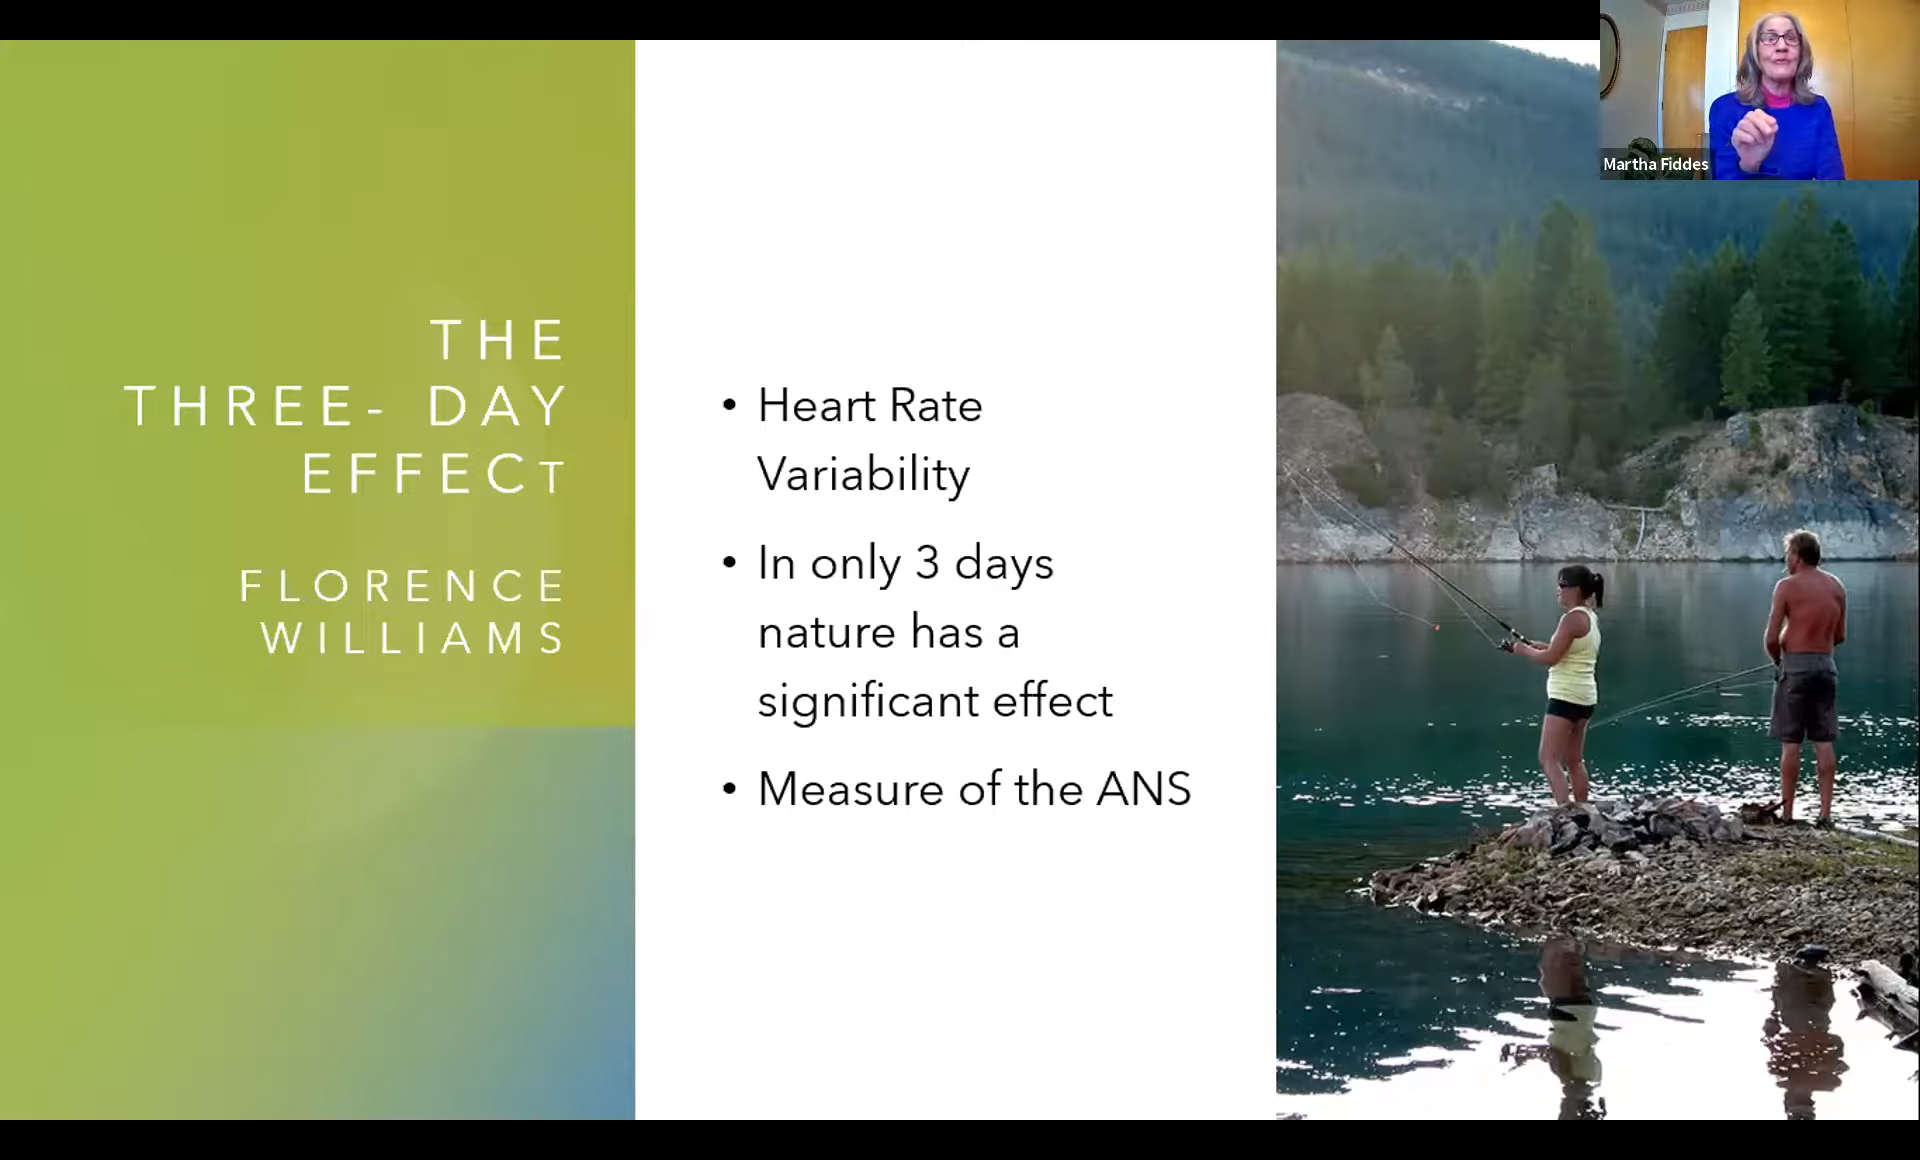 THE
THREE- DAY
EFFECT
FLORENCE
WILLIAMS
• Heart Rate
Variability
• In only 3 days
nature has a
significant effect
• Measure of the ANS
Martha Fiddes